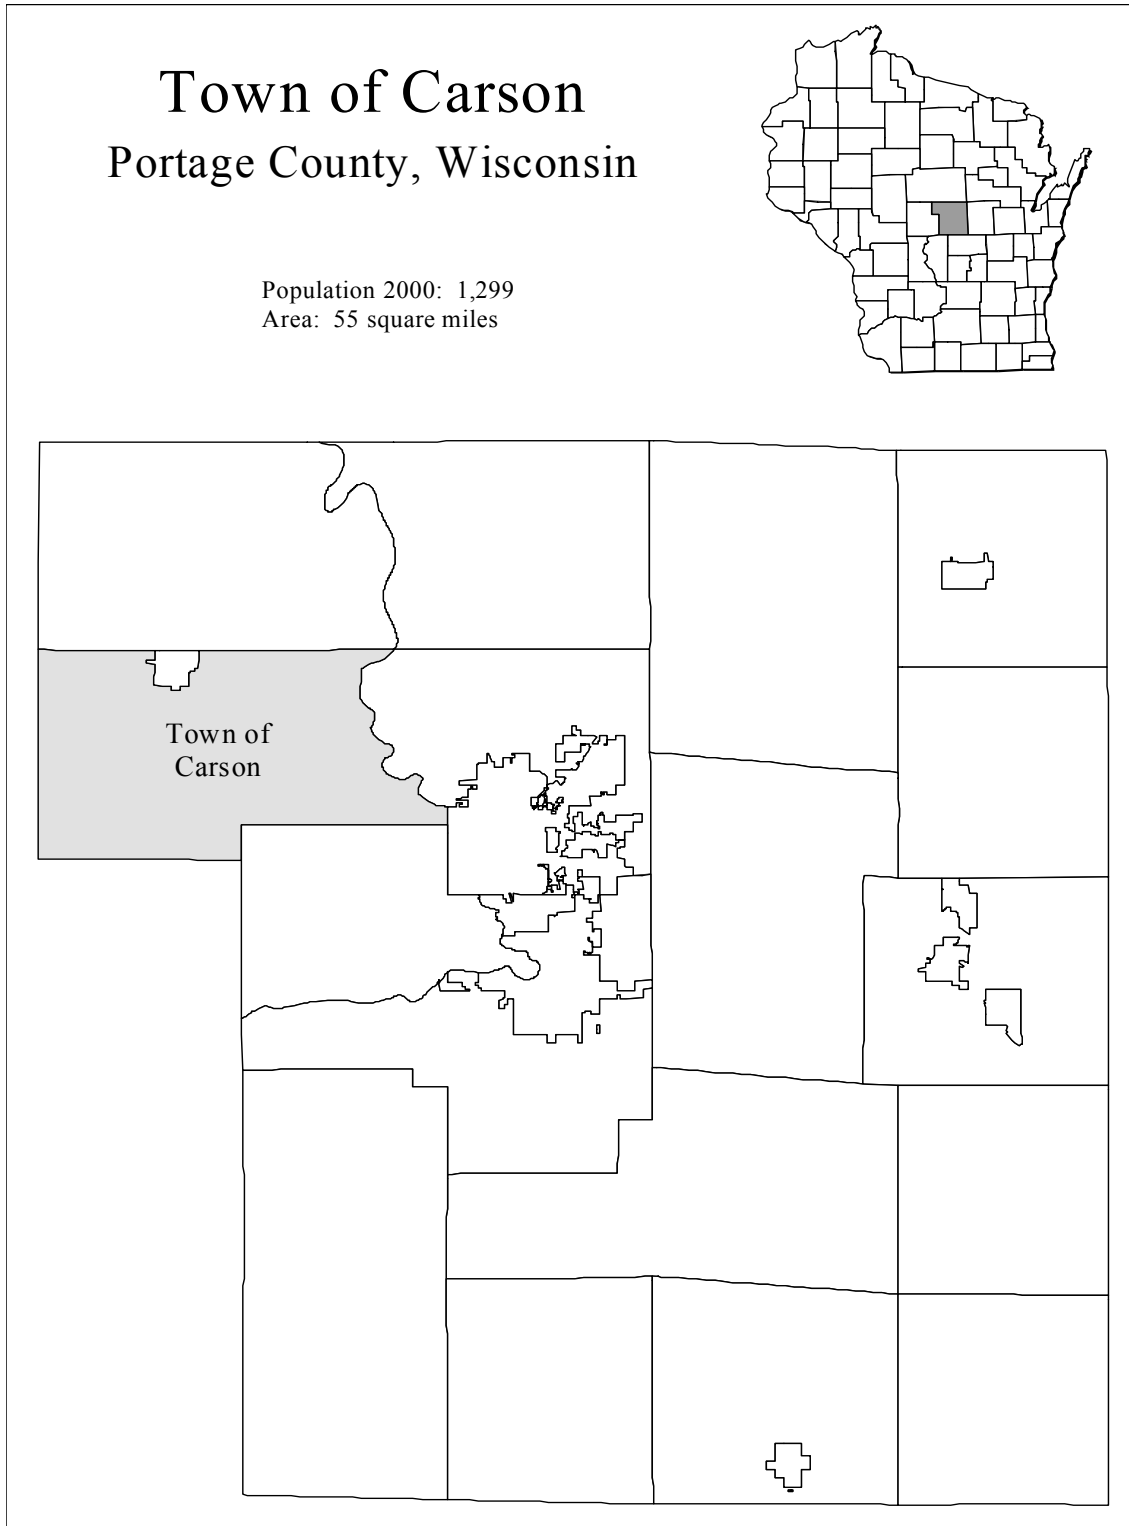 Town of Carson
Portage County, Wisconsin
Population 2000: 1,299
Area: 55 square miles
Town of
Carson